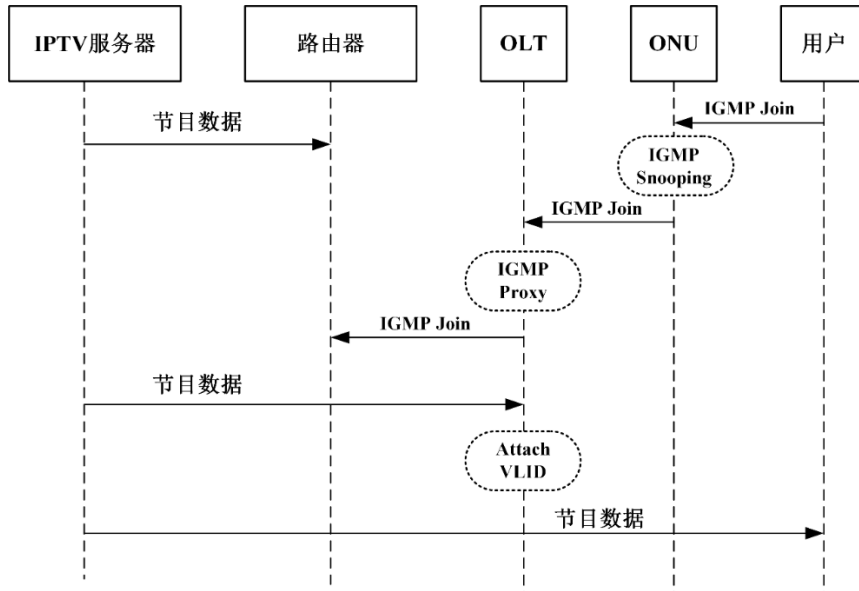 IPTV服务器
路由器
OLT
ONU
用户
IGMP Join
节目数据
IGMP
Snooping
IGMP Join
IGMP
Proxy
IGMP Join
节目数据
Attach
VLID
节目数据